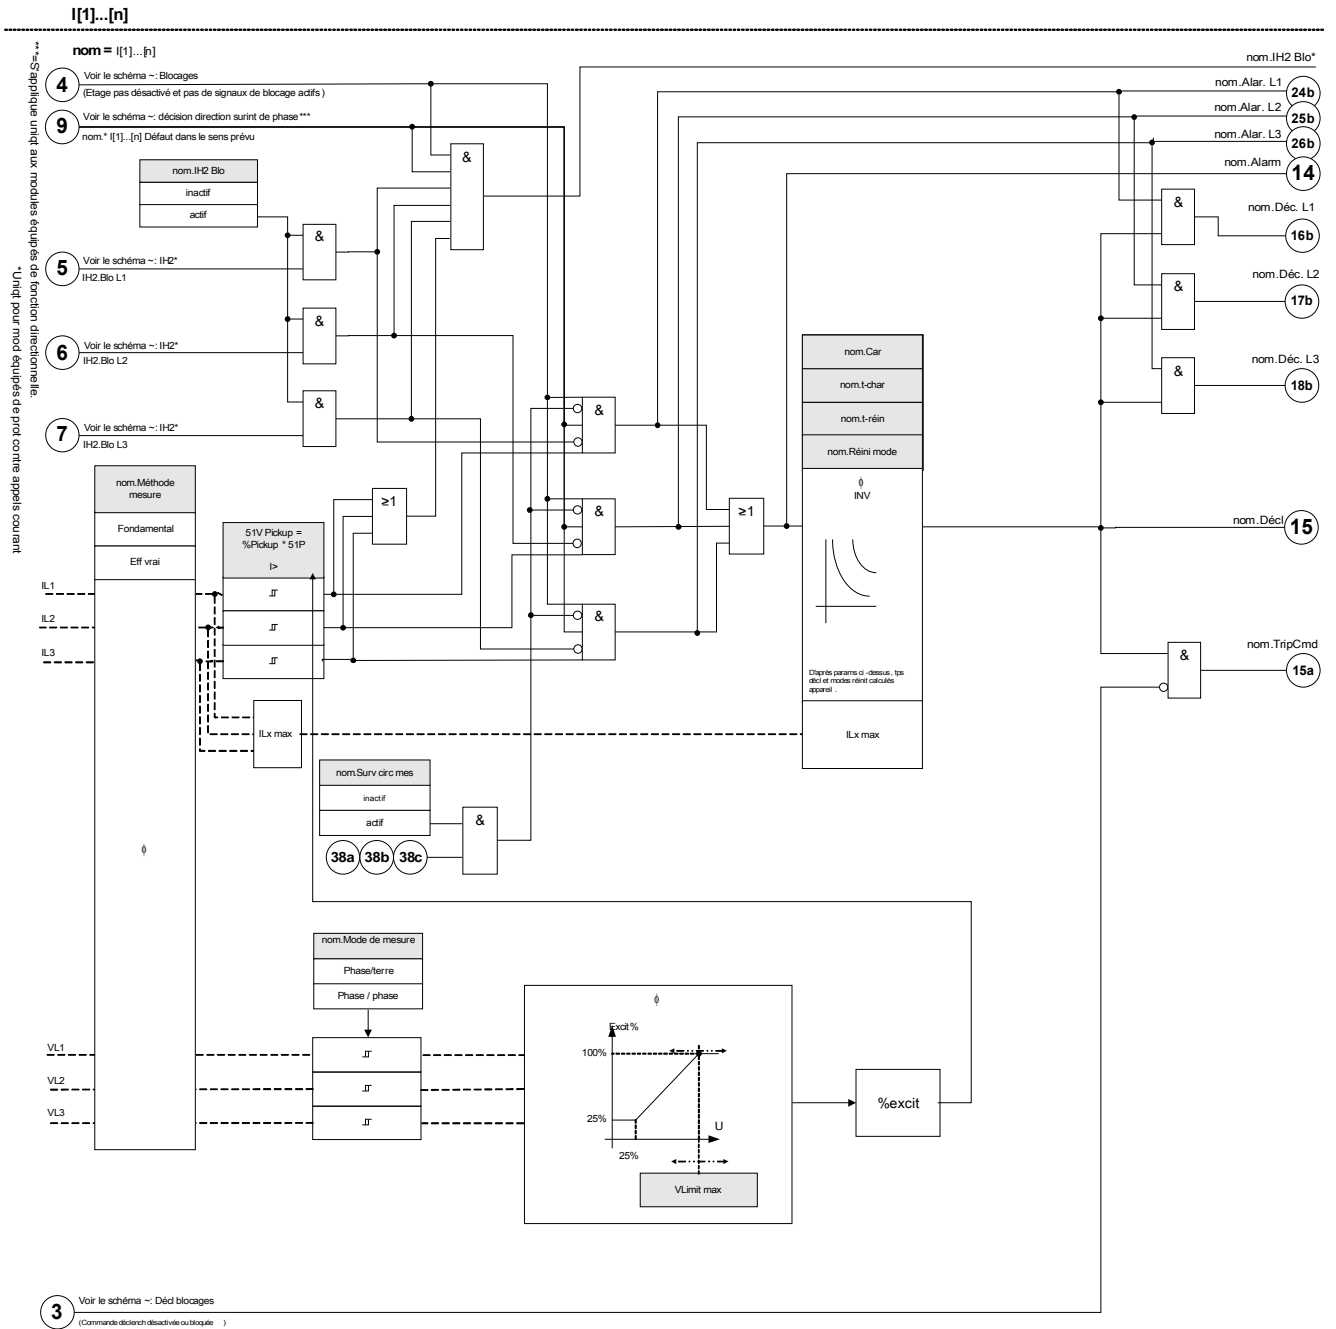 I[1]...[n]
nom = I[1]...[n]
***=S'applique uniqt aux modules équipés de fonction directionnelle.
*Uniqt pour mod équipés de prot contre appels courant
4
Voir le schéma ~: Blocages
(Etage pas désactivé et pas de signaux de blocage actifs )
9
Voir le schéma ~: décision direction surint de phase ***
nom.* I[1]...[n] Défaut dans le sens prévu
nom.IH2 Blo
inactif
actif
5
Voir le schéma ~: IH2*
IH2.Blo L1
6
Voir le schéma ~: IH2*
IH2.Blo L2
7
Voir le schéma ~: IH2*
IH2.Blo L3
&
&
&
&
nom.IH2 Blo*
nom.Alar. L1
24b
nom.Alar. L2
25b
nom.Alar. L3
26b
nom.Alarm
14
&
nom.Déc. L1
16b
&
nom.Déc. L2
17b
&
nom.Déc. L3
18b
nom.Méthode
mesure
Fondamental
Eff vrai
ϕ
51V Pickup =
%Pickup * 51P
I>
≥1
&
&
&
≥1
nom.Car
nom.t-char
nom.t-réin
nom.Réini mode
ϕ
INV
D'après params ci -dessus , tps
décl et modes réinit calculés
appareil .
ILx max
nom.Décl
15
IL1
IL2
IL3
ILx max
&
nom.TripCmd
15a
nom.Surv circ mes
inactif
actif
&
38a
38b
38c
nom.Mode de mesure
Phase/terre
Phase / phase
VL1
VL2
VL3
ϕ
Excit%
100%
25%
U
25%
VLimit max
%excit
3
Voir le schéma ~: Décl blocages
(Commande déclench désactivée ou bloquée )